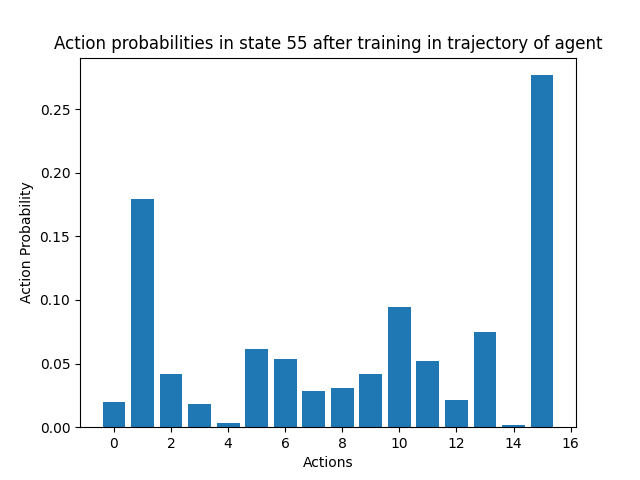 Action probabilities in state 55 after training in trajectory of agent
0.25
0.20
0.15
0.10
0.05
0.00
Action Probability
0 2 4 6 8 10 12 14 16
Actions